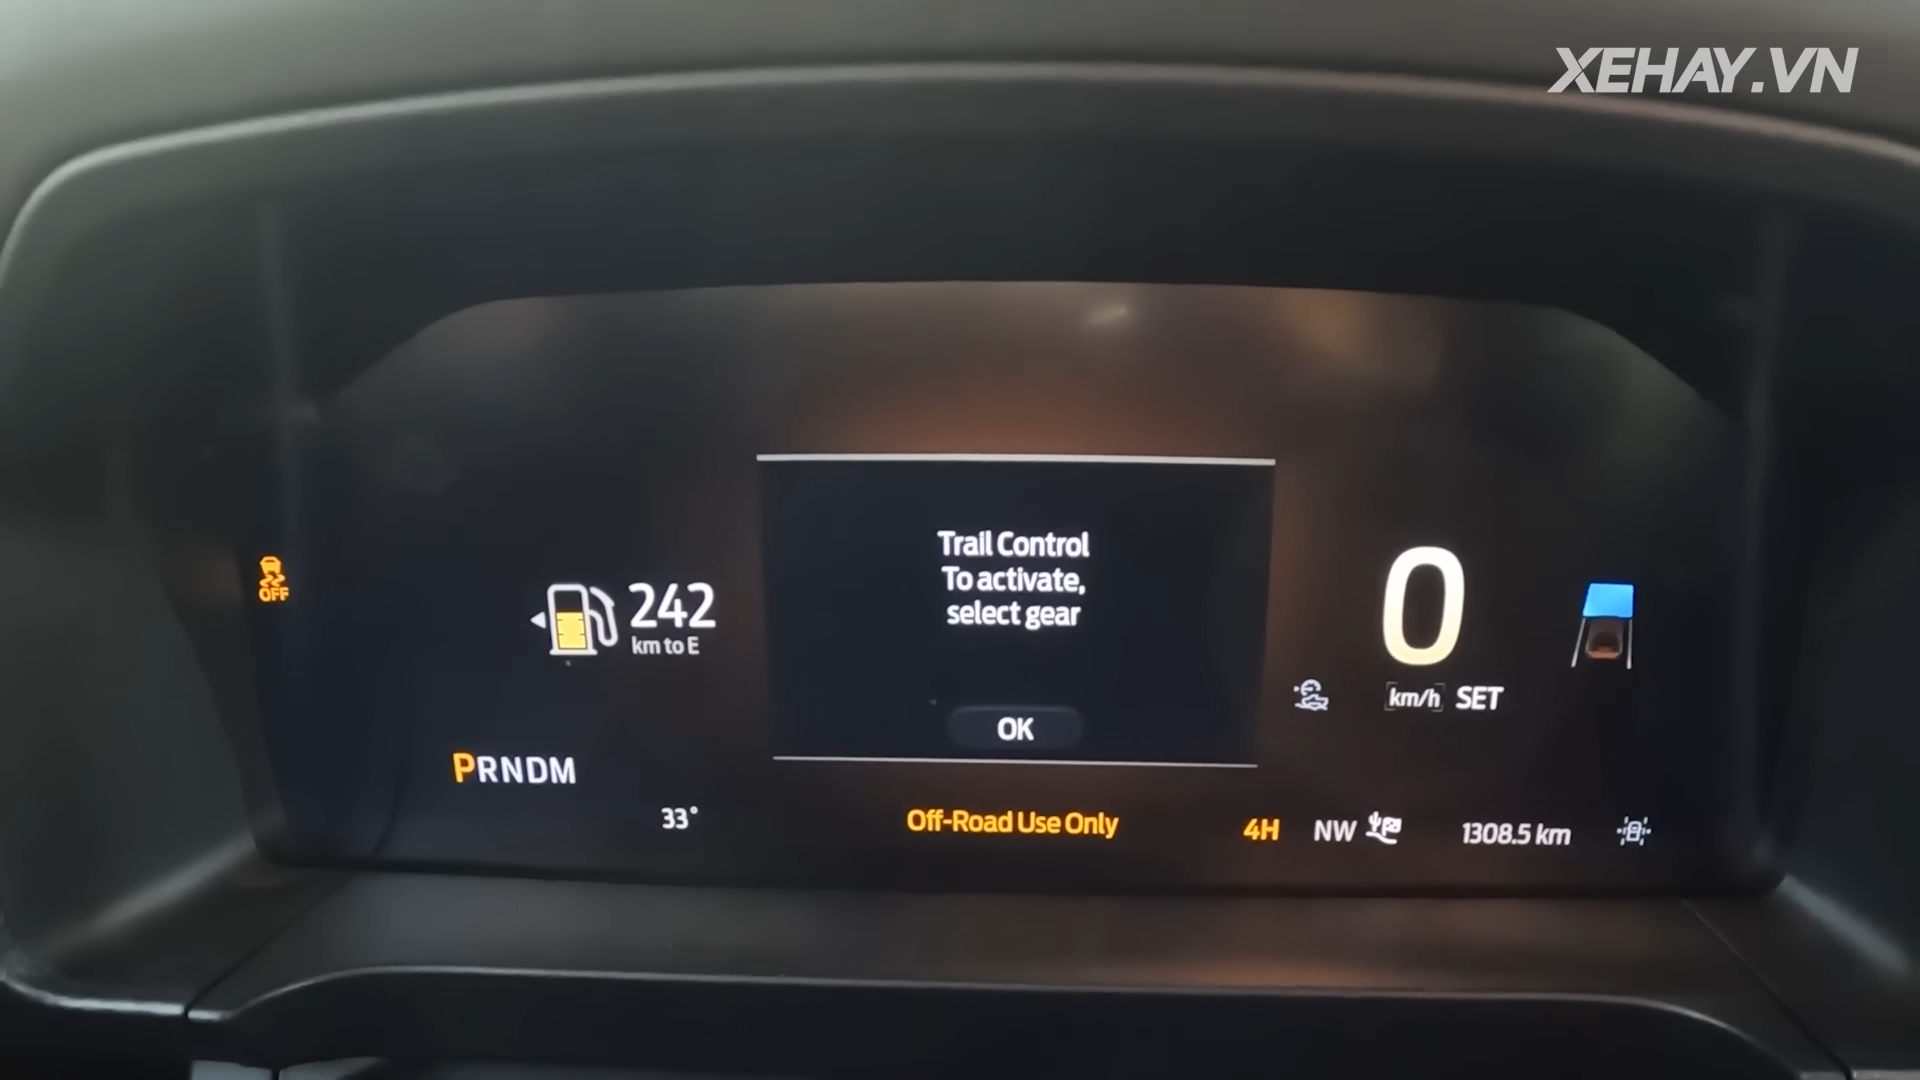 XEHAY.VN
OFF
242
km to E
Trail Control
To activate,
select gear
OK
0
km/h SET
PRNDM
33°
Off-Road Use Only
4H
NW
1308.5 km